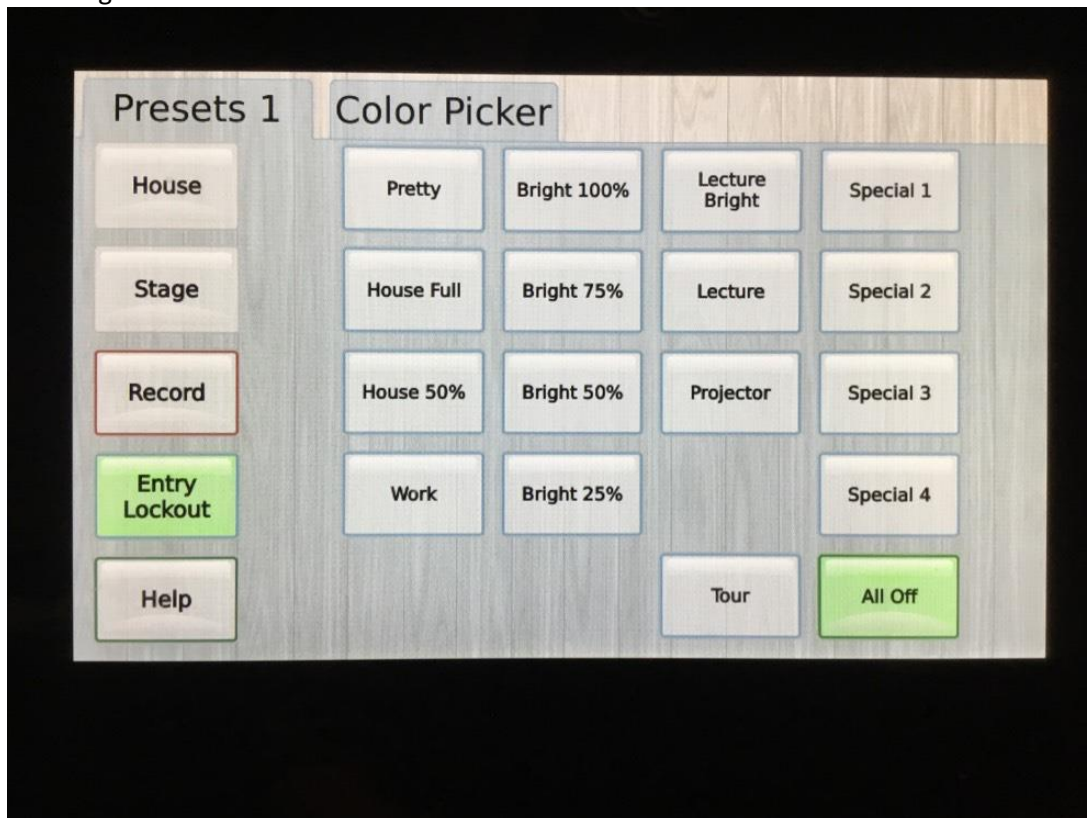 Presets 1
Color Picker
House
Pretty
Bright 100%
Lecture
Bright
Special 1
Stage
House Full
Bright 75%
Lecture
Special 2
Record
House 50%
Bright 50%
Projector
Special 3
Entry
Lockout
Work
Bright 25%
Special 4
Help
Tour
All Off